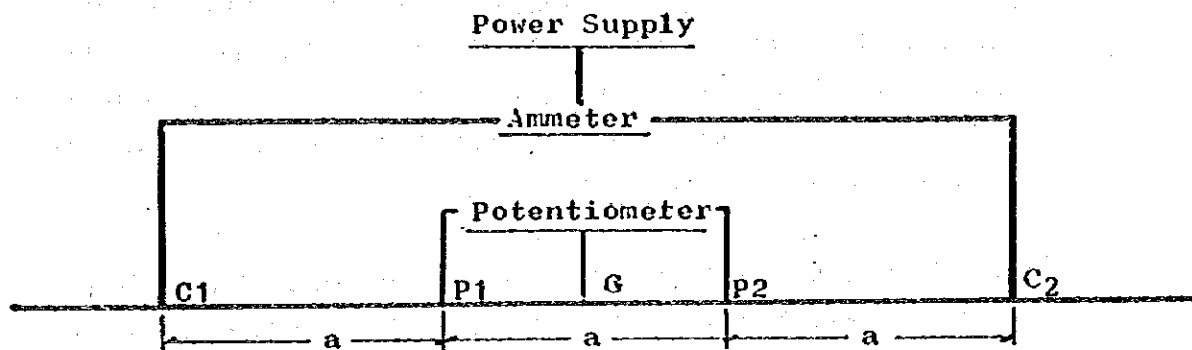 Power Supply
Ammeter
Potentiometer
C1 P1 G P2 C2
a a a